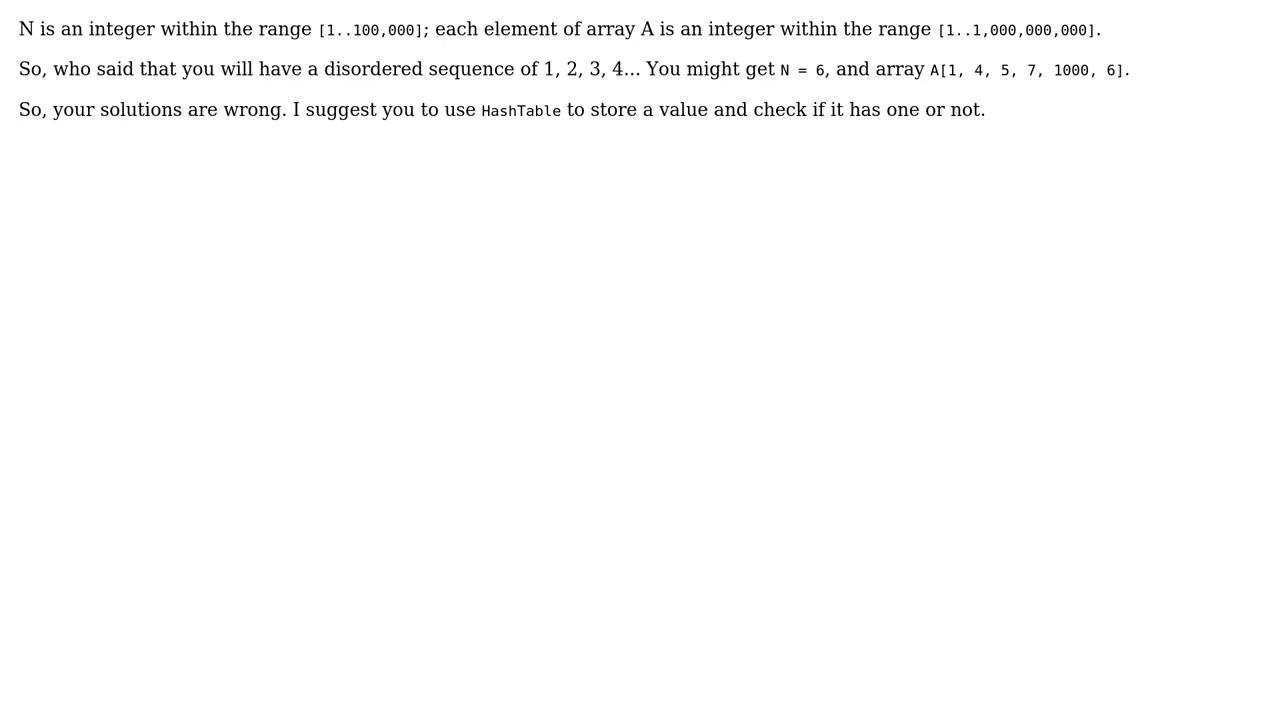 N is an integer within the range [1..100,000]; each element of array A is an integer within the range [1..1,000,000,000].
So, who said that you will have a disordered sequence of 1, 2, 3, 4... You might get N = 6, and array A[1, 4, 5, 7, 1000, 6].
So, your solutions are wrong. I suggest you to use HashTable to store a value and check if it has one or not.